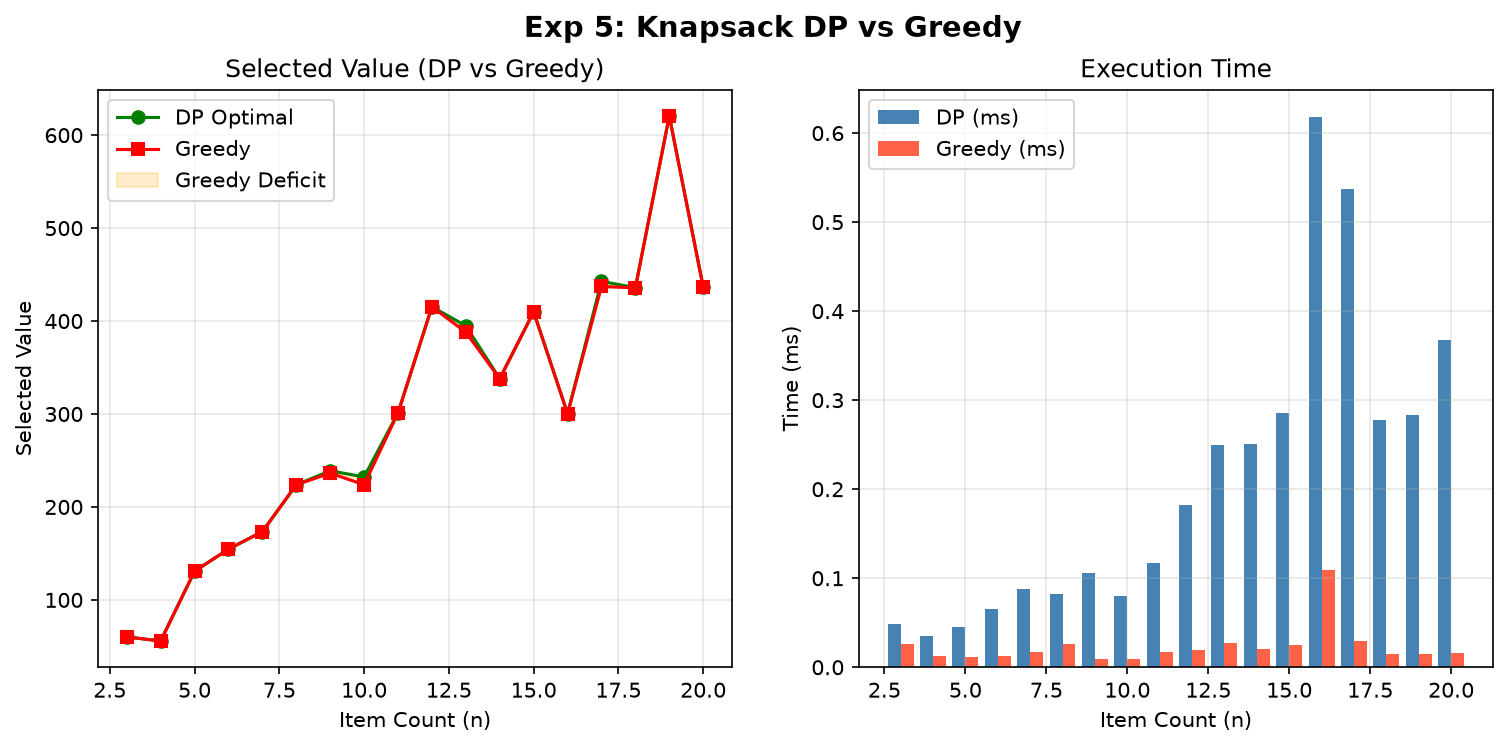 Exp 5: Knapsack DP vs Greedy
Selected Value (DP vs Greedy)
DP Optimal
Greedy
Greedy Deficit
600
500
400
300
200
100
Selected Value
2.5 5.0 7.5 10.0 12.5 15.0 17.5 20.0
Item Count (n)
Execution Time
DP (ms)
Greedy (ms)
0.6
0.5
0.4
0.3
0.2
0.1
0.0
Time (ms)
2.5 5.0 7.5 10.0 12.5 15.0 17.5 20.0
Item Count (n)